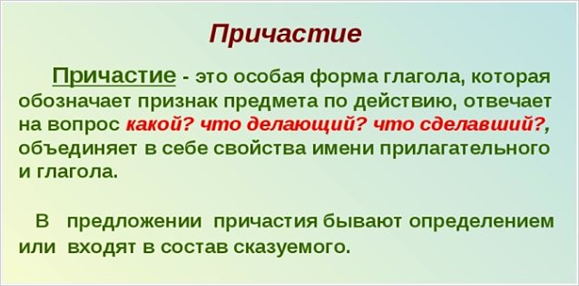 Причастие
Причастие - это особая форма глагола, которая
обозначает признак предмета по действию, отвечает
на вопрос какой? что делающий? что сделавший?,
объединяет в себе свойства имени прилагательного
и глагола.
В предложении причастия бывают определением
или входят в состав сказуемого.